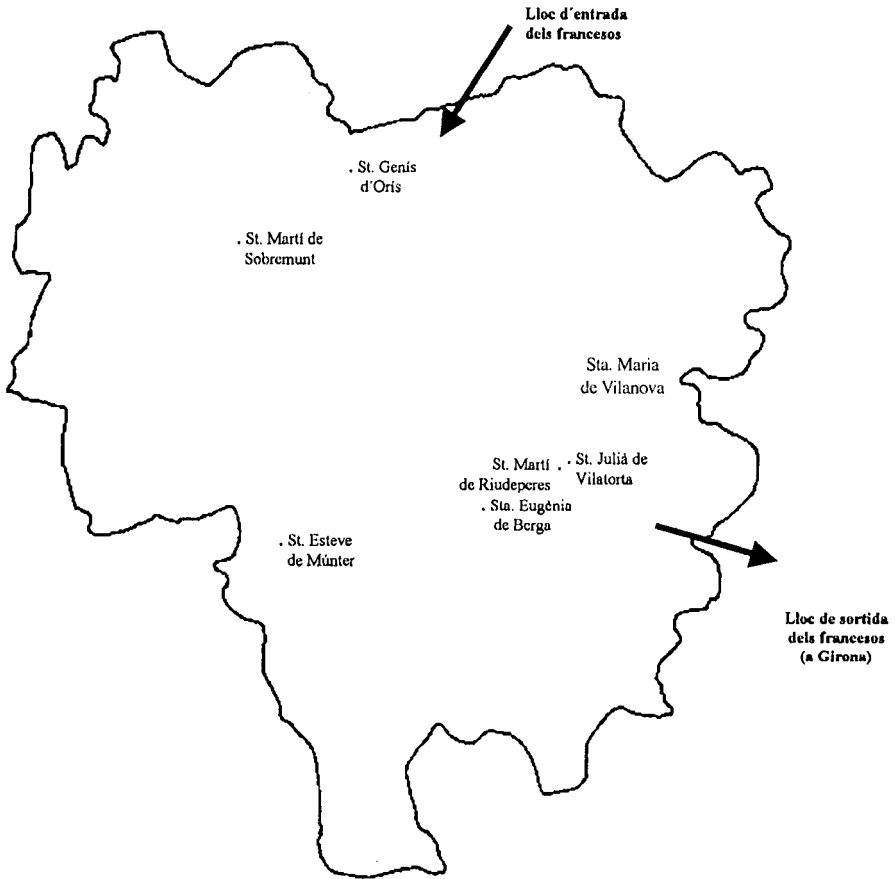 Lloc d´entrada
dels francesos
St. Genís
d'Orís
St. Martí de
Sobremunt
Sta. Maria
de Vilanova
St. Martí
de Riudeperes
St. Juliá de
Vilatorta
Sta. Eugènia
de Berga
St. Esteve
de Múnter
Lloc de sortida
dels francesos
(a Girona)